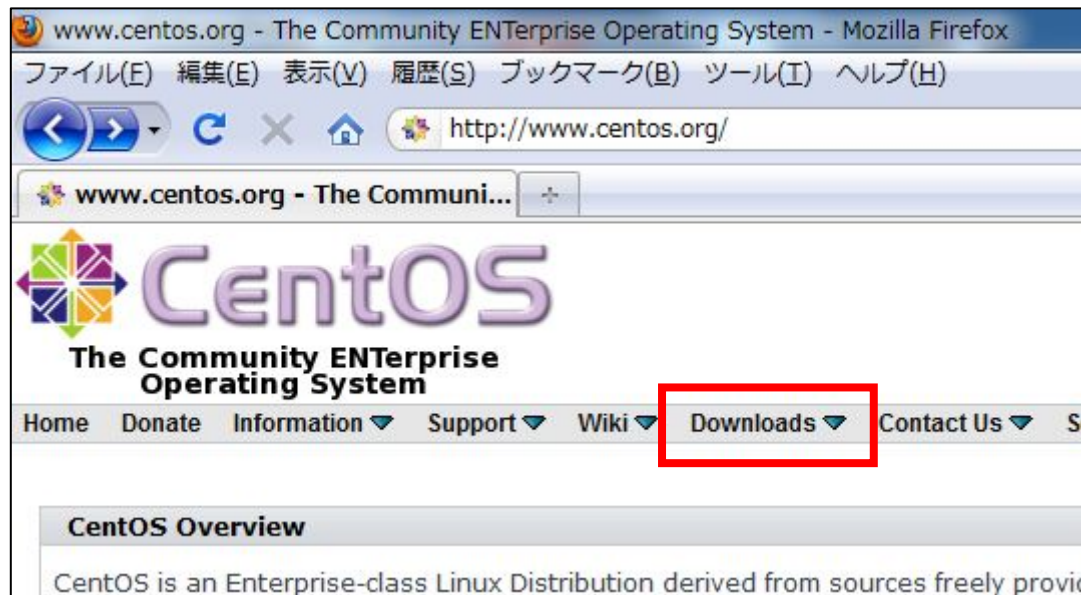 www.centos.org - The Community ENTerprise Operating System - Mozilla Firefox
ファイル(F) 編集(E) 表示(V) 履歴(S) ブックマーク(B) ツール(T) ヘルプ(H)
http://www.centos.org/
www.centos.org - The Communi...
CentOS
The Community ENTerprise
Operating System
Home Donate Information Support Wiki Downloads Contact Us S
CentOS Overview
CentOS is an Enterprise-class Linux Distribution derived from sources freely